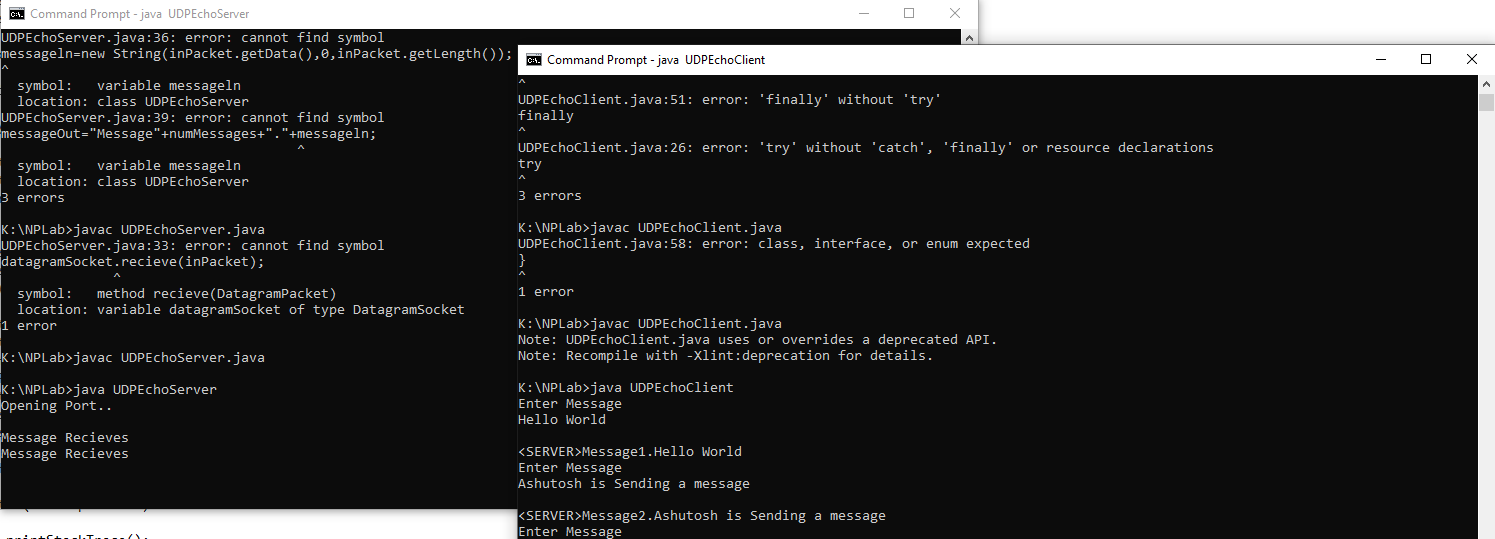 Command Prompt - java  UDPEchoServer
UDPEchoServer.java:36: error: cannot find symbol
messageln=new String(inPacket.getData(),0,inPacket.getLength());
^
  symbol:   variable messageln
  location: class UDPEchoServer
UDPEchoServer.java:39: error: cannot find symbol
messageOut="Message"+numMessages+"."+messageln;
                                     ^
  symbol:   variable messageln
  location: class UDPEchoServer
3 errors
K:\NPLab>javac UDPEchoServer.java
UDPEchoServer.java:33: error: cannot find symbol
datagramSocket.recieve(inPacket);
              ^
  symbol:   method recieve(DatagramPacket)
  location: variable datagramSocket of type DatagramSocket
1 error
K:\NPLab>javac UDPEchoServer.java
K:\NPLab>java UDPEchoServer
Opening Port..
Message Recieves
Message Recieves
printStackTrace();
Command Prompt - java  UDPEchoClient
^
UDPEchoClient.java:51: error: 'finally' without 'try'
finally
^
UDPEchoClient.java:26: error: 'try' without 'catch', 'finally' or resource declarations
try
^
3 errors
K:\NPLab>javac UDPEchoClient.java
UDPEchoClient.java:58: error: class, interface, or enum expected
}
^
1 error
K:\NPLab>javac UDPEchoClient.java
Note: UDPEchoClient.java uses or overrides a deprecated API.
Note: Recompile with -Xlint:deprecation for details.
K:\NPLab>java UDPEchoClient
Enter Message
Hello World
<SERVER>Message1.Hello World
Enter Message
Ashutosh is Sending a message
<SERVER>Message2.Ashutosh is Sending a message
Enter Message